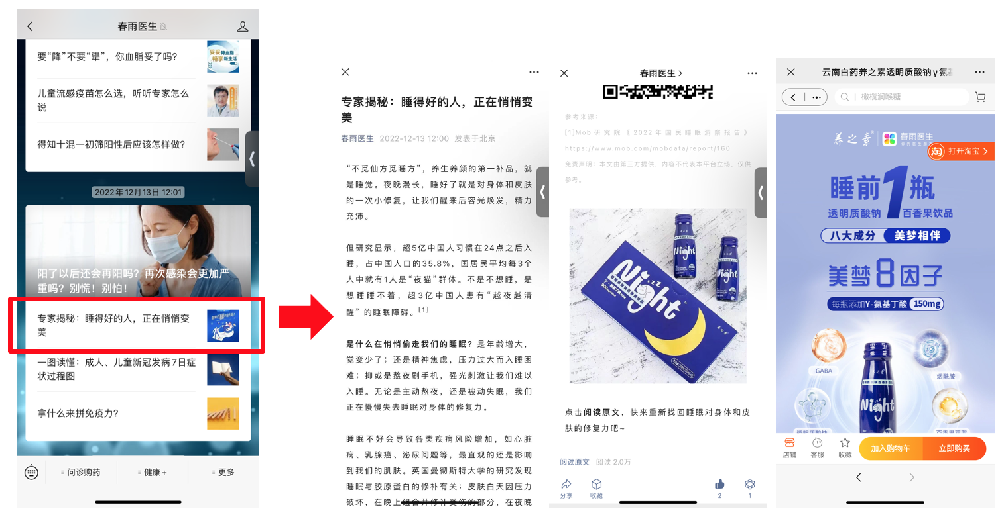 春雨医生
要“降”不要“犟”，你血脂妥了吗？
妥妥降血脂
畅享新生活
儿童流感疫苗怎么选，听听专家怎么
说
得知十混一初筛阳性后应该怎样做？
2022年12月13日 12:01
阳了以后还会再阳吗？再次感染会更加严
重吗？别慌！别怕！
专家揭秘：睡得好的人，正在悄悄变
美
一图读懂：成人、儿童新冠发病7日症
状过程图
拿什么来拼免疫力？
问诊购药
健康+
更多
专家揭秘：睡得好的人，正在悄悄变
美
春雨医生 2022-12-13 12:00 发表于北京
“不觅仙方觅睡方”，养生养颜的第一补品，就
是睡觉。夜晚漫长，睡好了就是对身体和皮肤
的一次小修复，让我们醒来后容光焕发，精力
充沛。
但研究显示，超5亿中国人习惯在24点之后入
睡，占中国人口的35.8%，国居民平均每3个
人中就有1人是“夜猫”群体。不是不想睡，是
想睡睡不着，超3亿中国人患有“越夜越清
醒”的睡眠障碍。[1]
是什么在悄悄偷走我们的睡眠？是年龄增大，
觉变少了；还是精神焦虑，压力过大而入睡困
难；抑或是熬夜刷手机，强光刺激让我们难以
入睡。无论是主动熬夜，还是被动失眠，我们
正在慢慢失去睡眠对身体的修复力。
睡眠不好会导致各类疾病风险增加，如心脏
病、乳腺癌、泌尿问题等，最直观的还是影响
到我们的肌肤。英国曼彻斯特大学的研究发现
睡眠与胶原蛋白的修补有关：皮肤白天因压力
破坏，在晚上组合并修补受伤的部分，在夜晚
春雨医生
参考来源：
[1]Mob研究院《2022年国民睡眠洞察报告》
https://www.mob.com/mobdata/report/160
免责声明：本文由第三方提供，内容不代表本平台立场，仅供
参考。
Night
Night
Night
养之素
点击阅读原文，快来重新找回睡眠对身体和皮
肤的修复力吧~
阅读原文 阅读 2.0万
分享
收藏
2
1
云南白药养之素透明质酸钠γ氨基
橄榄润喉糖
养之素
春雨医生
打开淘宝
睡前1瓶
透明质酸钠 百香果饮品
八大成分 美梦相伴
美梦8因子
每瓶添加Y-氨基丁酸 150mg
GABA
烟酰胺
养之素
Night
透明质酸钠
百香果萃取
店铺
客服
收藏
加入购物车
立即购买